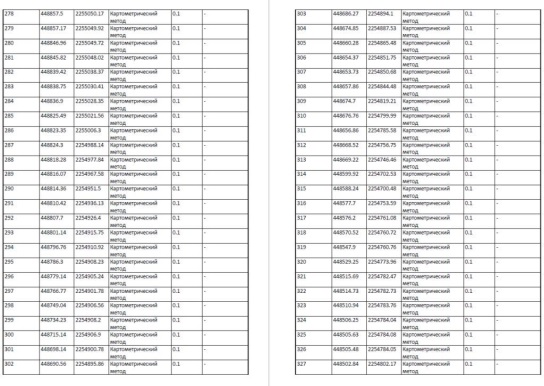 278 448857.5 2255050.17 Картометрический 0.1 -
метод
279 448857.17 2255049.92 Картометрический 0.1 -
метод
280 448846.96 2255049.72 Картометрический 0.1 -
метод
281 448845.82 2255048.02 Картометрический 0.1 -
метод
282 448839.42 2255038.37 Картометрический 0.1 -
метод
283 448838.75 2255030.41 Картометрический 0.1 -
метод
284 448836.9 2255028.35 Картометрический 0.1 -
метод
285 448825.49 2255021.56 Картометрический 0.1 -
метод
286 448823.35 2255006.3 Картометрический 0.1 -
метод
287 448824.3 2254988.14 Картометрический 0.1 -
метод
288 448818.28 2254977.84 Картометрический 0.1 -
метод
289 448816.07 2254967.58 Картометрический 0.1 -
метод
290 448814.36 2254951.5 Картометрический 0.1 -
метод
291 448810.42 2254936.13 Картометрический 0.1 -
метод
292 448807.7 2254926.4 Картометрический 0.1 -
метод
293 448801.14 2254915.75 Картометрический 0.1 -
метод
294 448796.76 2254910.92 Картометрический 0.1 -
метод
295 448786.3 2254908.23 Картометрический 0.1 -
метод
296 448779.14 2254905.24 Картометрический 0.1 -
метод
297 448766.77 2254901.78 Картометрический 0.1 -
метод
298 448749.04 2254906.56 Картометрический 0.1 -
метод
299 448734.23 2254908.2 Картометрический 0.1 -
метод
300 448715.14 2254906.9 Картометрический 0.1 -
метод
301 448698.14 2254900.78 Картометрический 0.1 -
метод
302 448690.56 2254895.86 Картометрический 0.1 -
метод
303 448686.27 2254894.1 Картометрический 0.1 -
метод
304 448674.85 2254887.53 Картометрический 0.1 -
метод
305 448660.28 2254865.48 Картометрический 0.1 -
метод
306 448654.37 2254851.75 Картометрический 0.1 -
метод
307 448653.73 2254850.68 Картометрический 0.1 -
метод
308 448657.86 2254844.48 Картометрический 0.1 -
метод
309 448674.7 2254819.21 Картометрический 0.1 -
метод
310 448676.76 2254799.99 Картометрический 0.1 -
метод
311 448656.86 2254785.58 Картометрический 0.1 -
метод
312 448668.52 2254756.75 Картометрический 0.1 -
метод
313 448669.22 2254746.46 Картометрический 0.1 -
метод
314 448599.92 2254702.53 Картометрический 0.1 -
метод
315 448588.24 2254700.48 Картометрический 0.1 -
метод
316 448577.7 2254753.59 Картометрический 0.1 -
метод
317 448576.2 2254761.08 Картометрический 0.1 -
метод
318 448570.52 2254760.72 Картометрический 0.1 -
метод
319 448547.9 2254760.76 Картометрический 0.1 -
метод
320 448529.25 2254773.96 Картометрический 0.1 -
метод
321 448515.69 2254782.47 Картометрический 0.1 -
метод
322 448514.73 2254782.73 Картометрический 0.1 -
метод
323 448510.94 2254783.76 Картометрический 0.1 -
метод
324 448506.25 2254784.04 Картометрический 0.1 -
метод
325 448505.63 2254784.08 Картометрический 0.1 -
метод
326 448505.48 2254784.05 Картометрический 0.1 -
метод
327 448502.84 2254802.17 Картометрический 0.1 -
метод